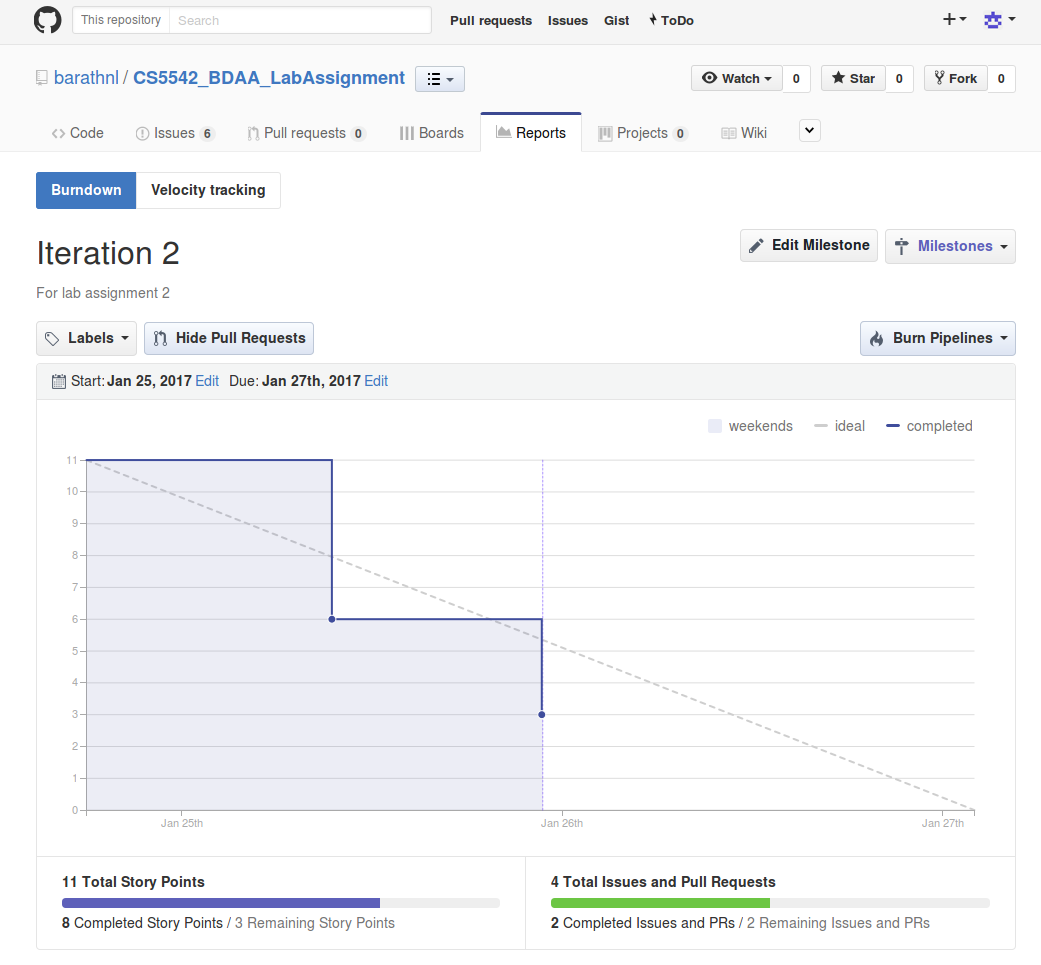 This repository Search Pull requests Issues Gist ToDo
barathnl / CS5542_BDAA_LabAssignment Watch 0 Star 0 Fork 0
Code Issues 6 Pull requests 0 Boards Reports Projects 0 Wiki
Burndown Velocity tracking
Iteration 2 Edit Milestone Milestones
For lab assignment 2
Labels Hide Pull Requests Burn Pipelines
Start: Jan 25, 2017 Edit Due: Jan 27th, 2017 Edit
weekends ideal completed
11
10
9
8
7
6
5
4
3
2
1
0
Jan 25th Jan 26th Jan 27th
11 Total Story Points 4 Total Issues and Pull Requests
8 Completed Story Points / 3 Remaining Story Points 2 Completed Issues and PRs / 2 Remaining Issues and PRs